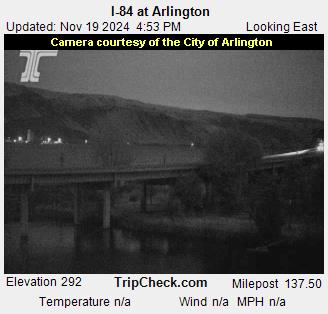 I-84 at Arlington
Updated: Nov 19 2024 4:53 PM Looking East
Camera courtesy of the City of Arlington
Elevation 292 TripCheck.com Milepost 137.50
Temperature n/a Wind n/a MPH n/a